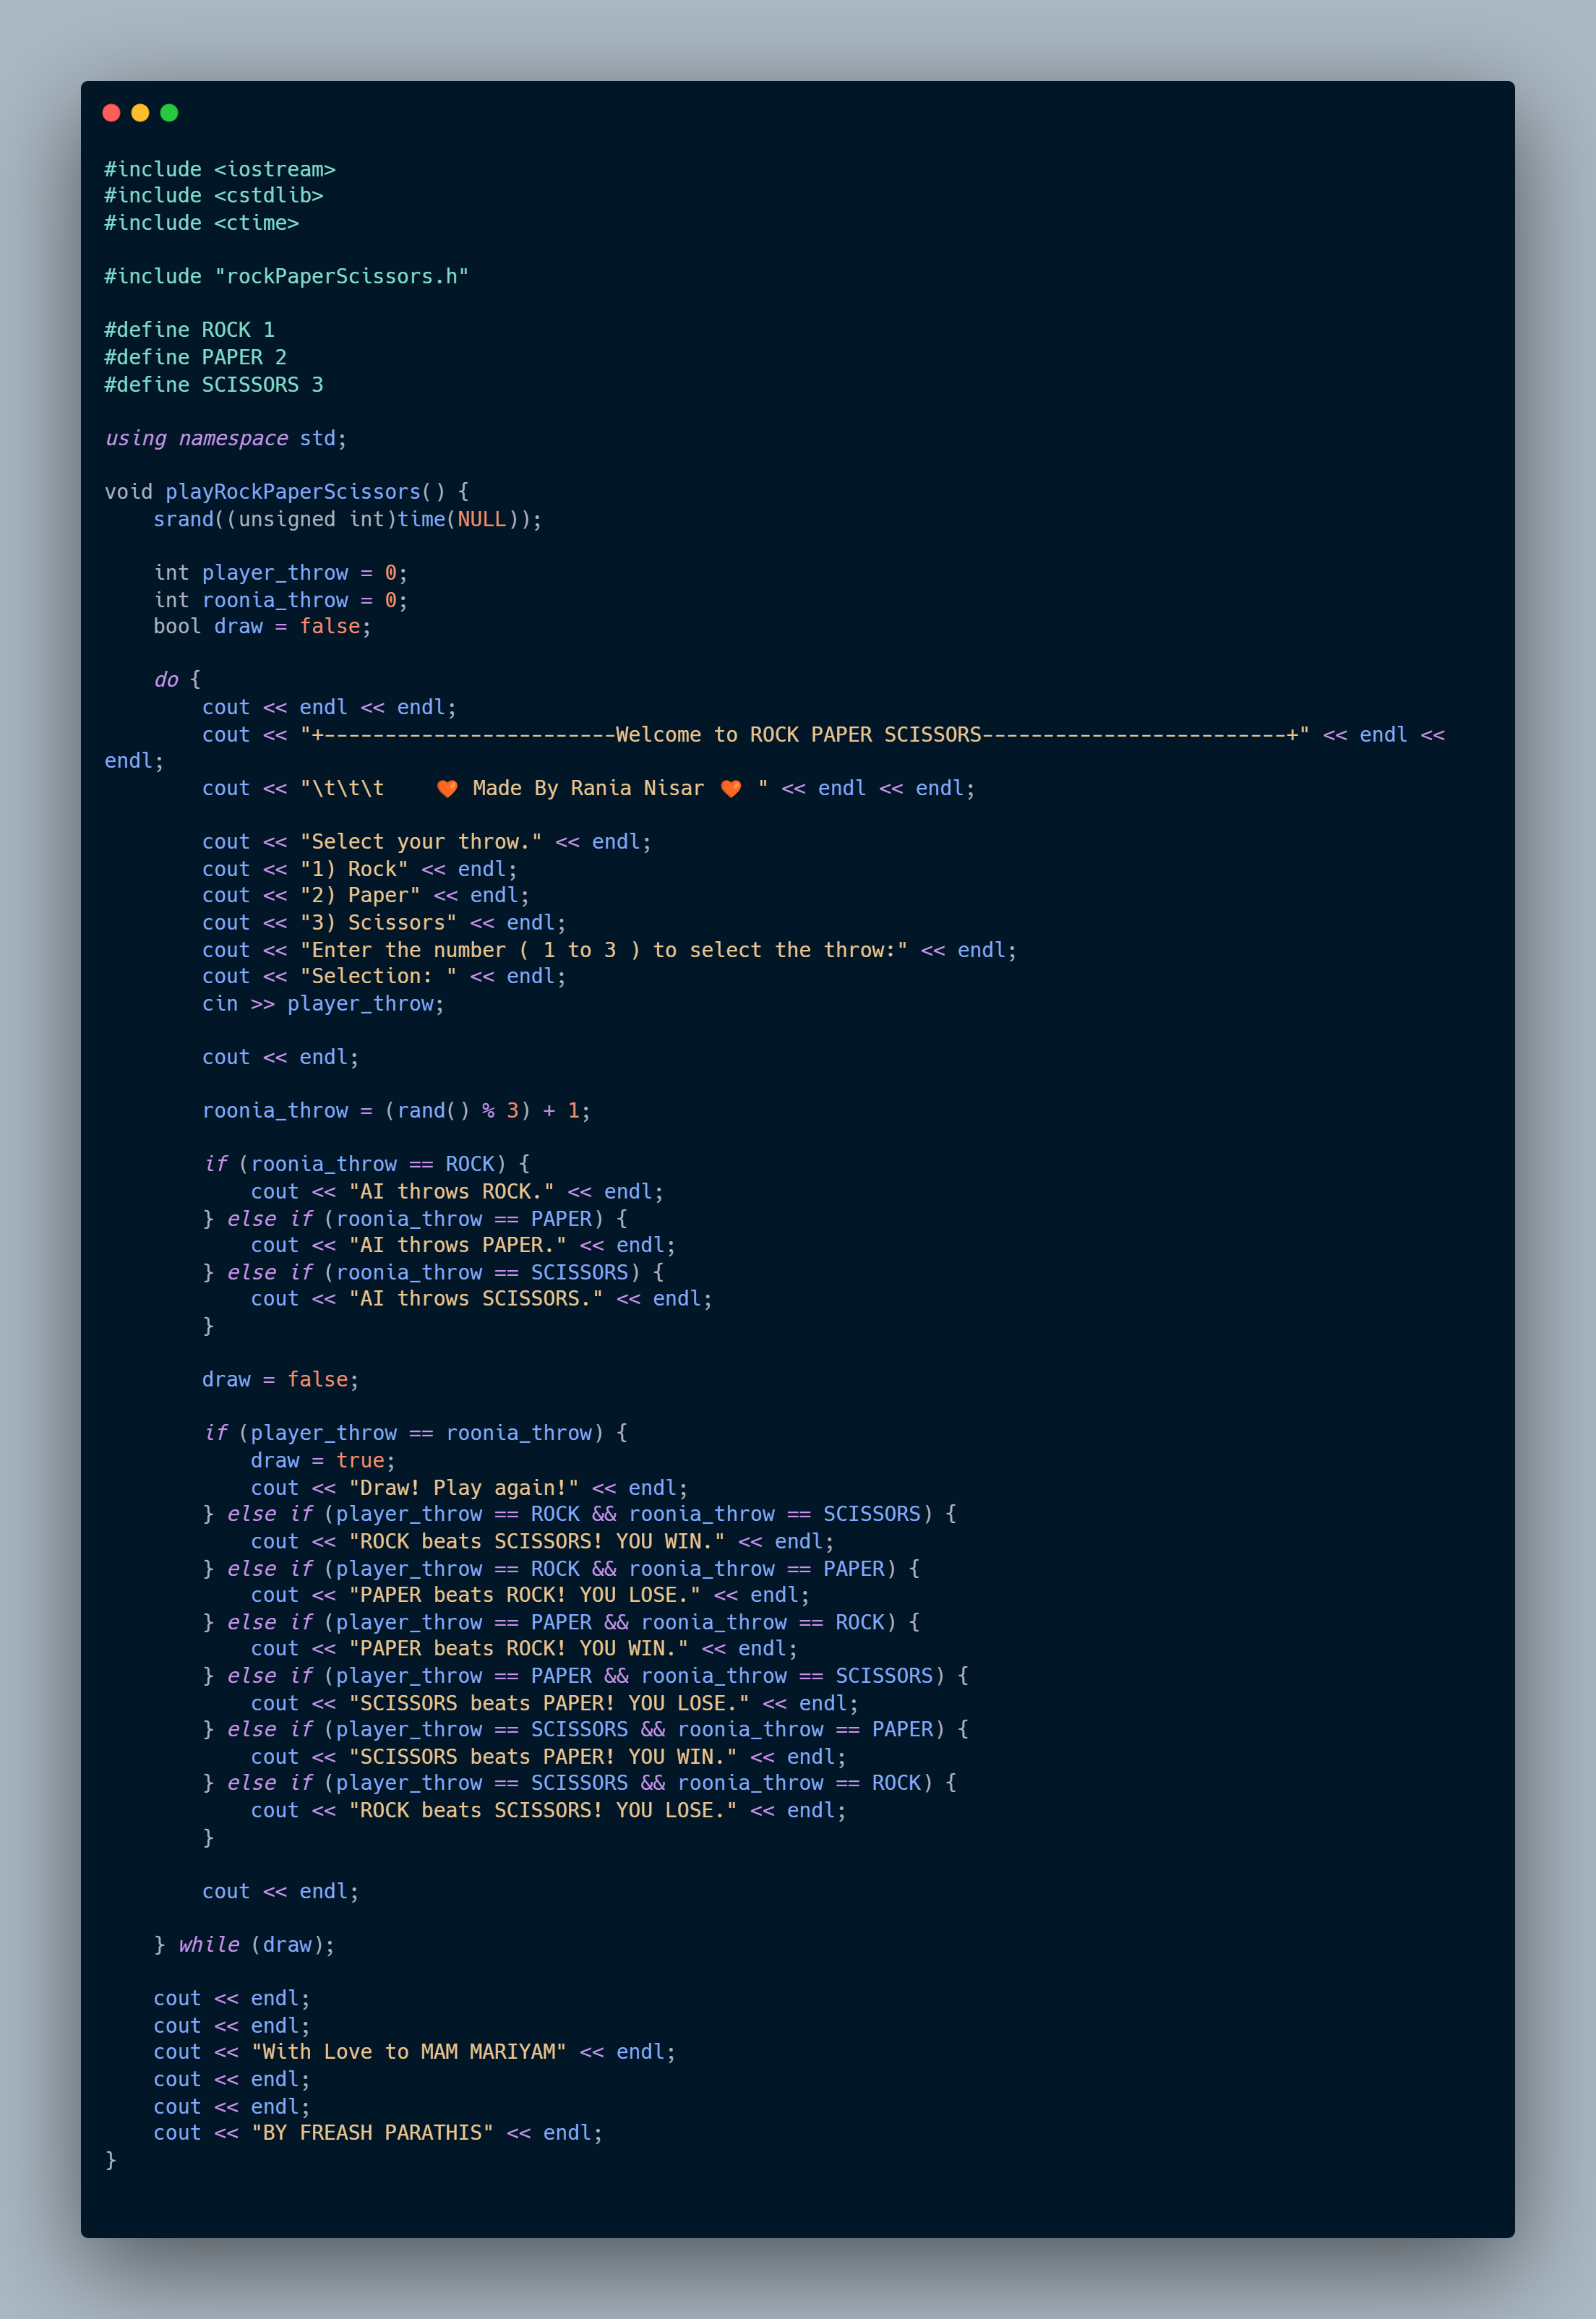 #include <iostream>
#include <cstdlib>
#include <ctime>

#include "rockPaperScissors.h"

#define ROCK 1
#define PAPER 2
#define SCISSORS 3

using namespace std;

void playRockPaperScissors() {
    srand((unsigned int)time(NULL));

    int player_throw = 0;
    int roonia_throw = 0;
    bool draw = false;

    do {
        cout << endl << endl;
        cout << "+------------------------Welcome to ROCK PAPER SCISSORS-------------------------+" << endl <<
endl;
        cout << "\t\t\t    🧡 Made By Rania Nisar 🧡 " << endl << endl;

        cout << "Select your throw." << endl;
        cout << "1) Rock" << endl;
        cout << "2) Paper" << endl;
        cout << "3) Scissors" << endl;
        cout << "Enter the number ( 1 to 3 ) to select the throw:" << endl;
        cout << "Selection: " << endl;
        cin >> player_throw;

        cout << endl;

        roonia_throw = (rand() % 3) + 1;

        if (roonia_throw == ROCK) {
            cout << "AI throws ROCK." << endl;
        } else if (roonia_throw == PAPER) {
            cout << "AI throws PAPER." << endl;
        } else if (roonia_throw == SCISSORS) {
            cout << "AI throws SCISSORS." << endl;
        }

        draw = false;

        if (player_throw == roonia_throw) {
            draw = true;
            cout << "Draw! Play again!" << endl;
        } else if (player_throw == ROCK && roonia_throw == SCISSORS) {
            cout << "ROCK beats SCISSORS! YOU WIN." << endl;
        } else if (player_throw == ROCK && roonia_throw == PAPER) {
            cout << "PAPER beats ROCK! YOU LOSE." << endl;
        } else if (player_throw == PAPER && roonia_throw == ROCK) {
            cout << "PAPER beats ROCK! YOU WIN." << endl;
        } else if (player_throw == PAPER && roonia_throw == SCISSORS) {
            cout << "SCISSORS beats PAPER! YOU LOSE." << endl;
        } else if (player_throw == SCISSORS && roonia_throw == PAPER) {
            cout << "SCISSORS beats PAPER! YOU WIN." << endl;
        } else if (player_throw == SCISSORS && roonia_throw == ROCK) {
            cout << "ROCK beats SCISSORS! YOU LOSE." << endl;
        }

        cout << endl;

    } while (draw);

    cout << endl;
    cout << endl;
    cout << "With Love to MAM MARIYAM" << endl;
    cout << endl;
    cout << endl;
    cout << "BY FREASH PARATHIS" << endl;
}